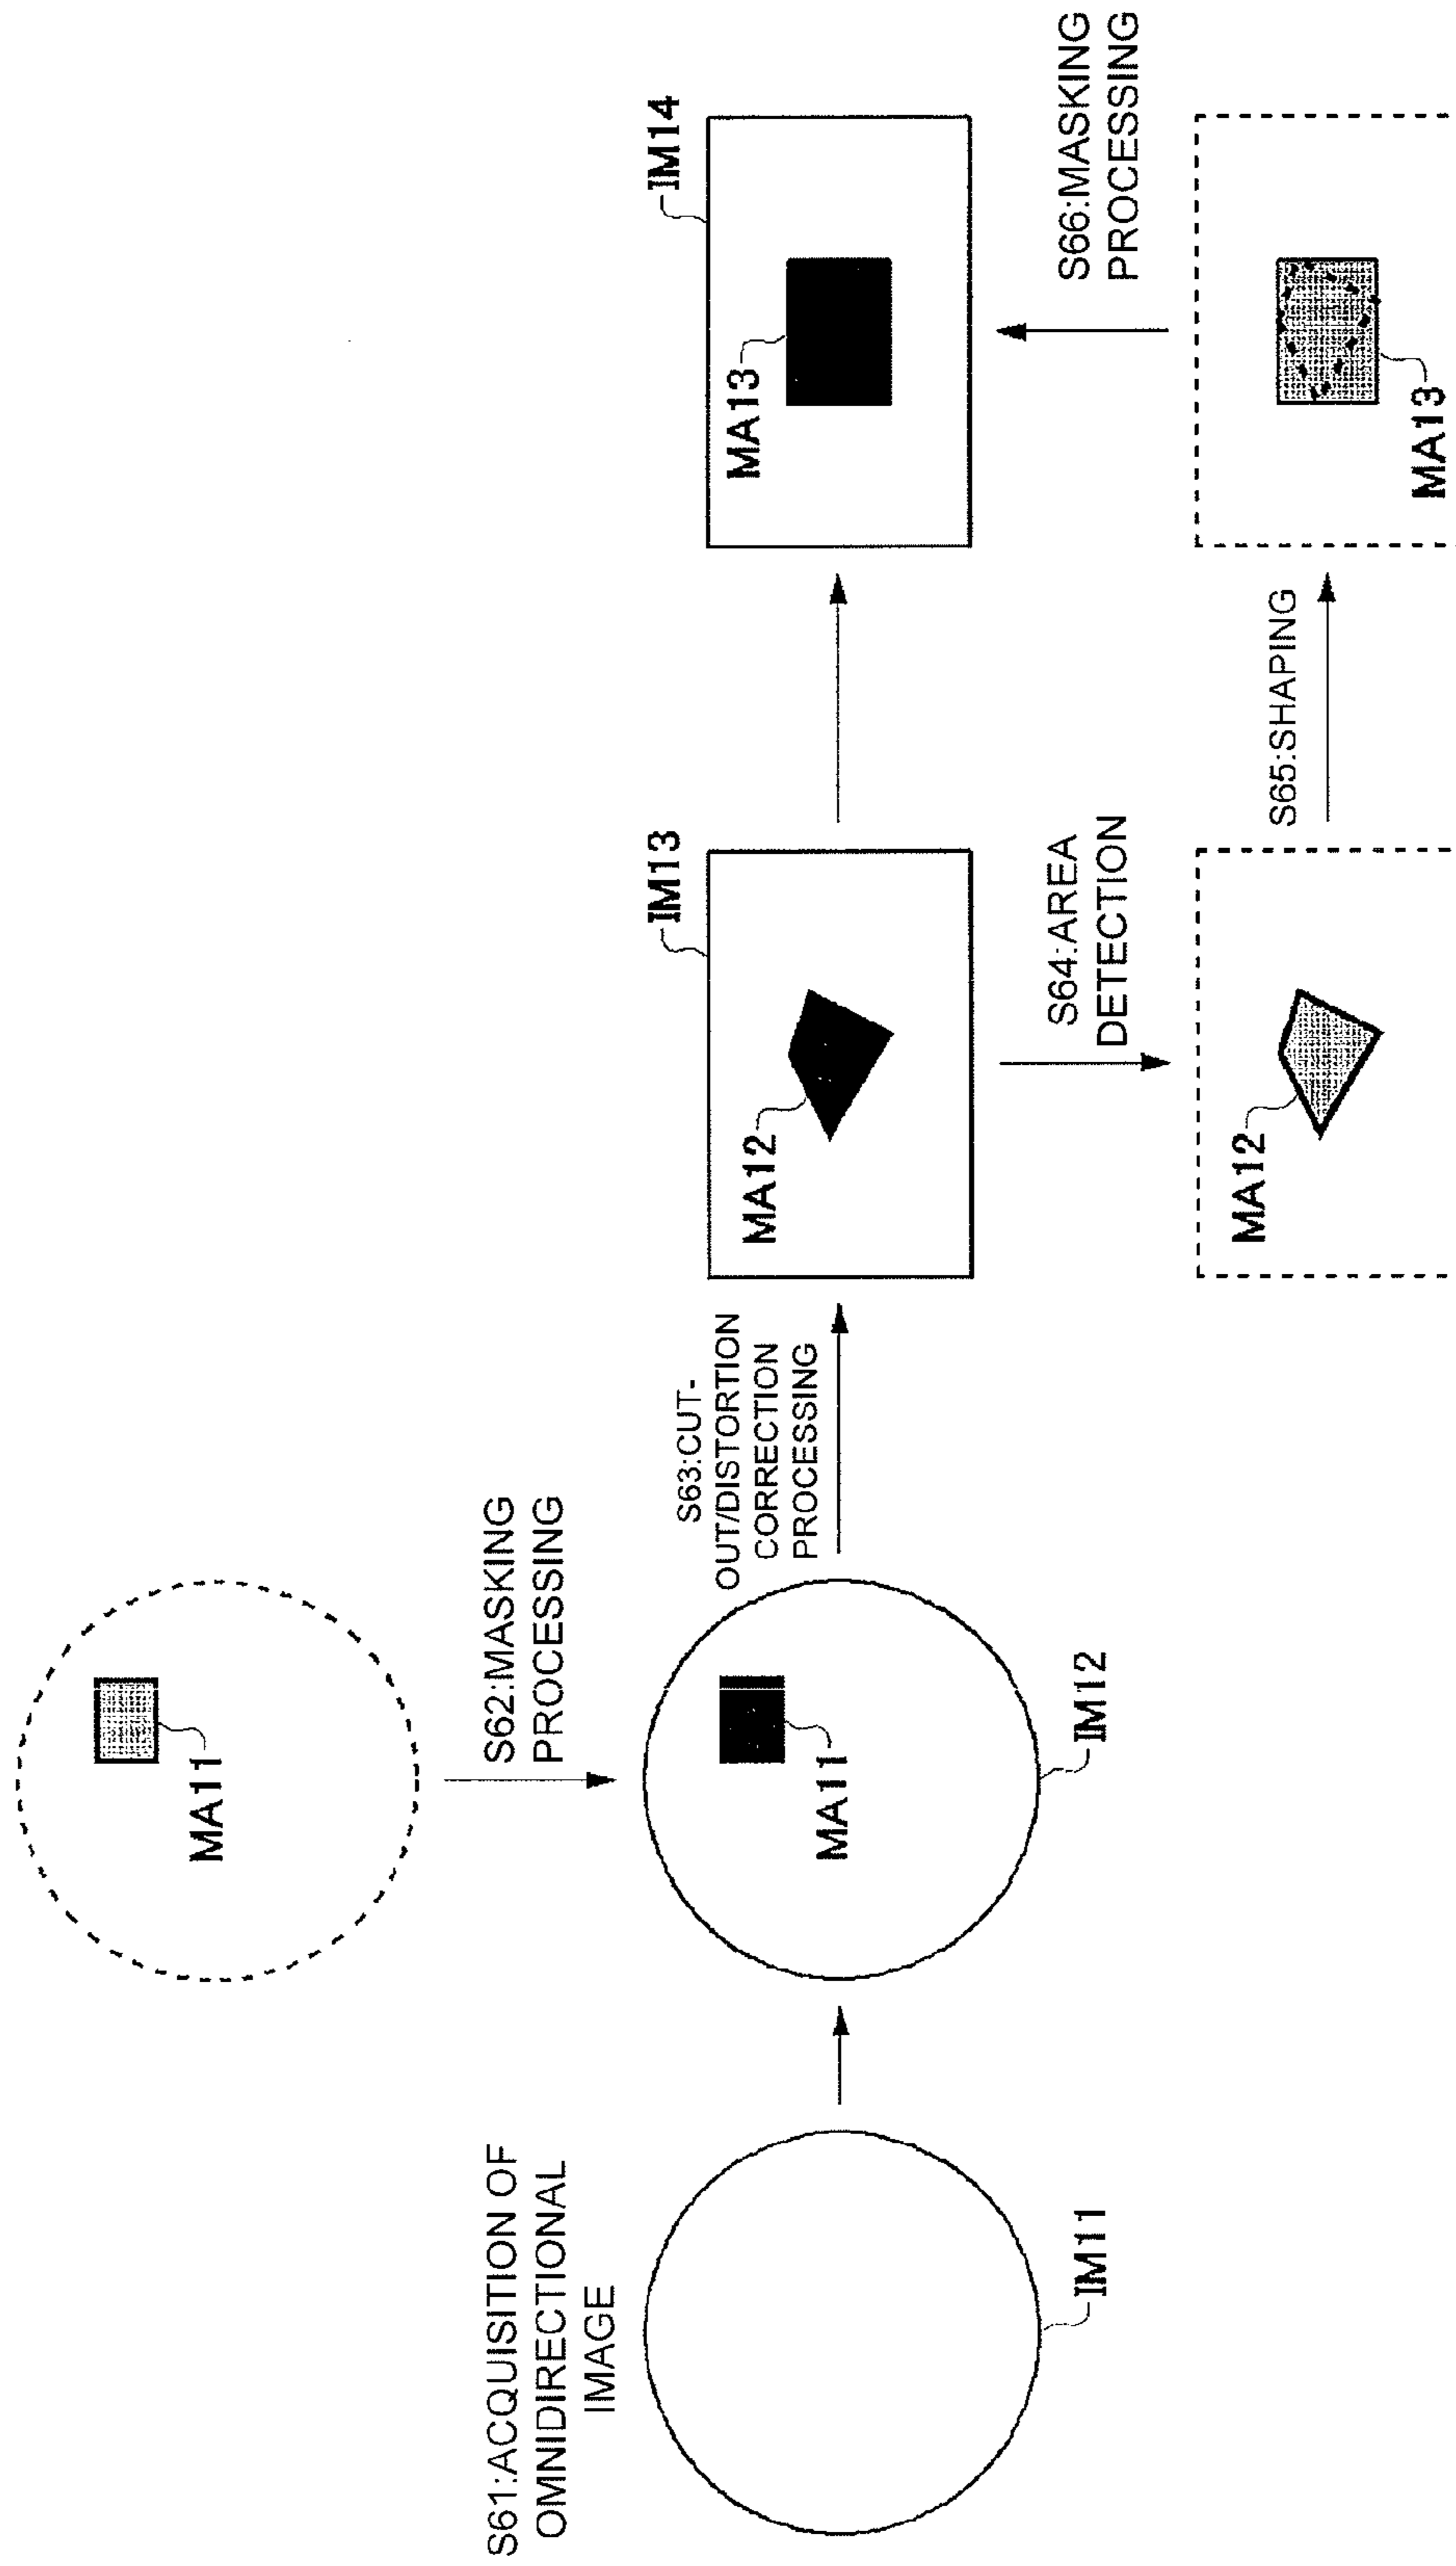 S61:ACQUISITION OF
OMNIDIRECTIONAL
IMAGE
IM11
MA11
S62:MASKING
PROCESSING
MA11
IM12
S63:CUT-
OUT/DISTORTION
CORRECTION
PROCESSING
IM13
MA12
S64:AREA
DETECTION
MA12
S65:SHAPING
IM14
MA13
S66:MASKING
PROCESSING
MA13